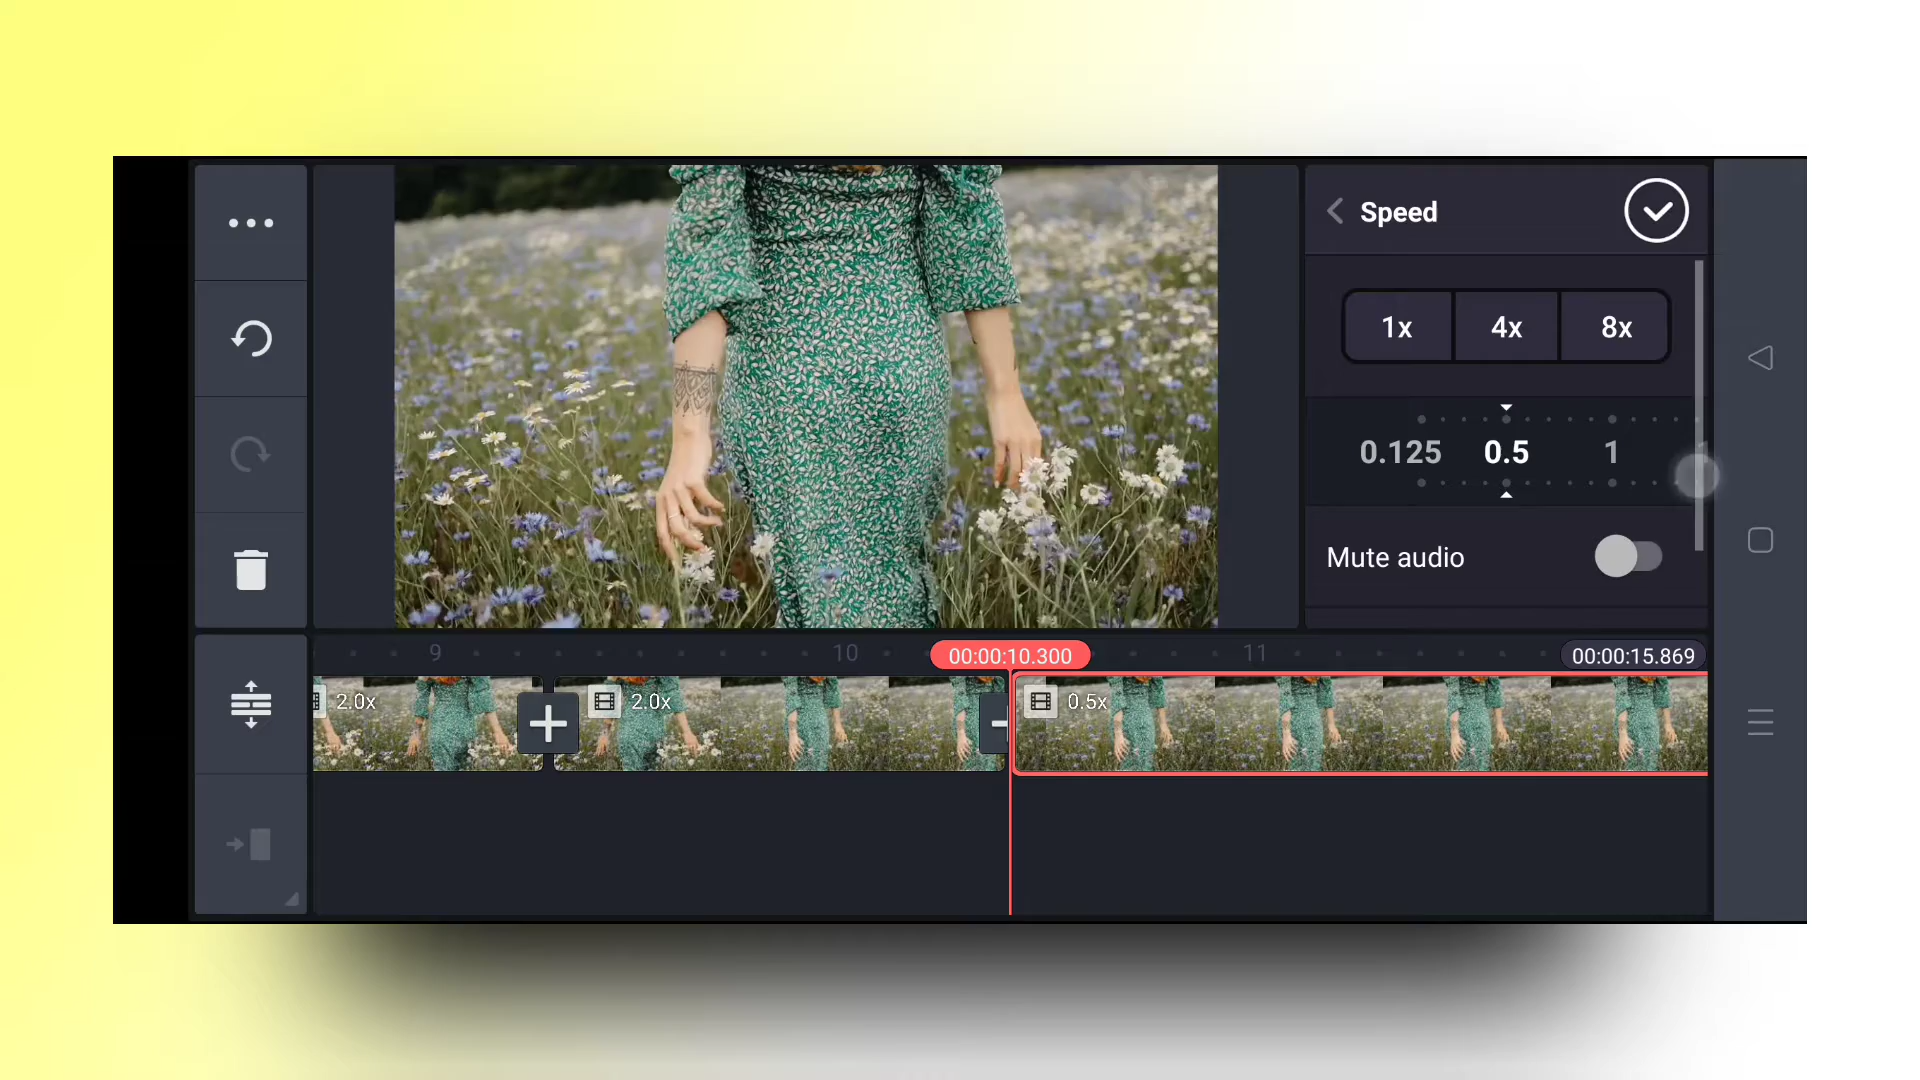 Speed
1x 4x 8x
0.125 0.5 1
Mute audio
9 10 00:00:10.300 11 00:00:15.869
2.0x 2.0x 0.5x